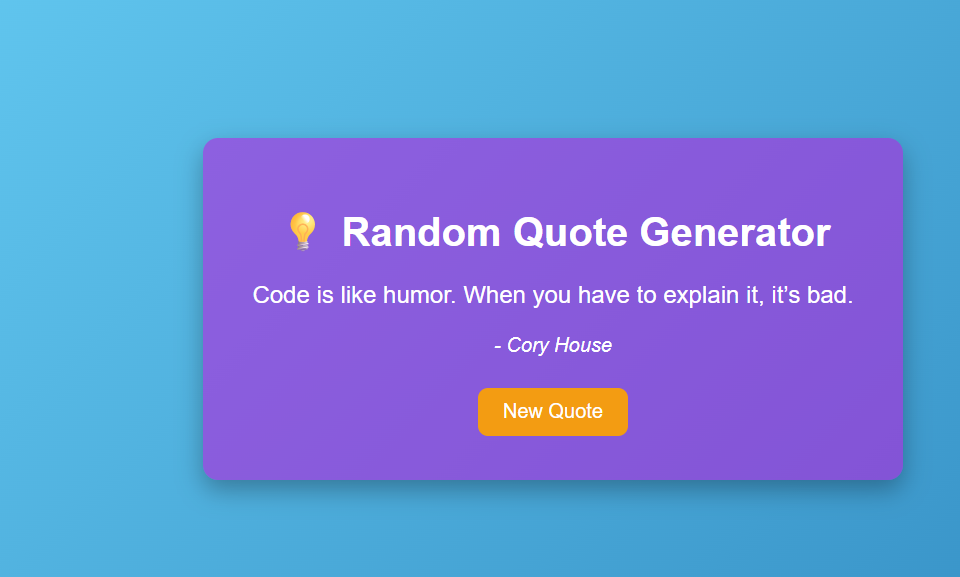 💡 Random Quote Generator
Code is like humor. When you have to explain it, it’s bad.
- Cory House
New Quote